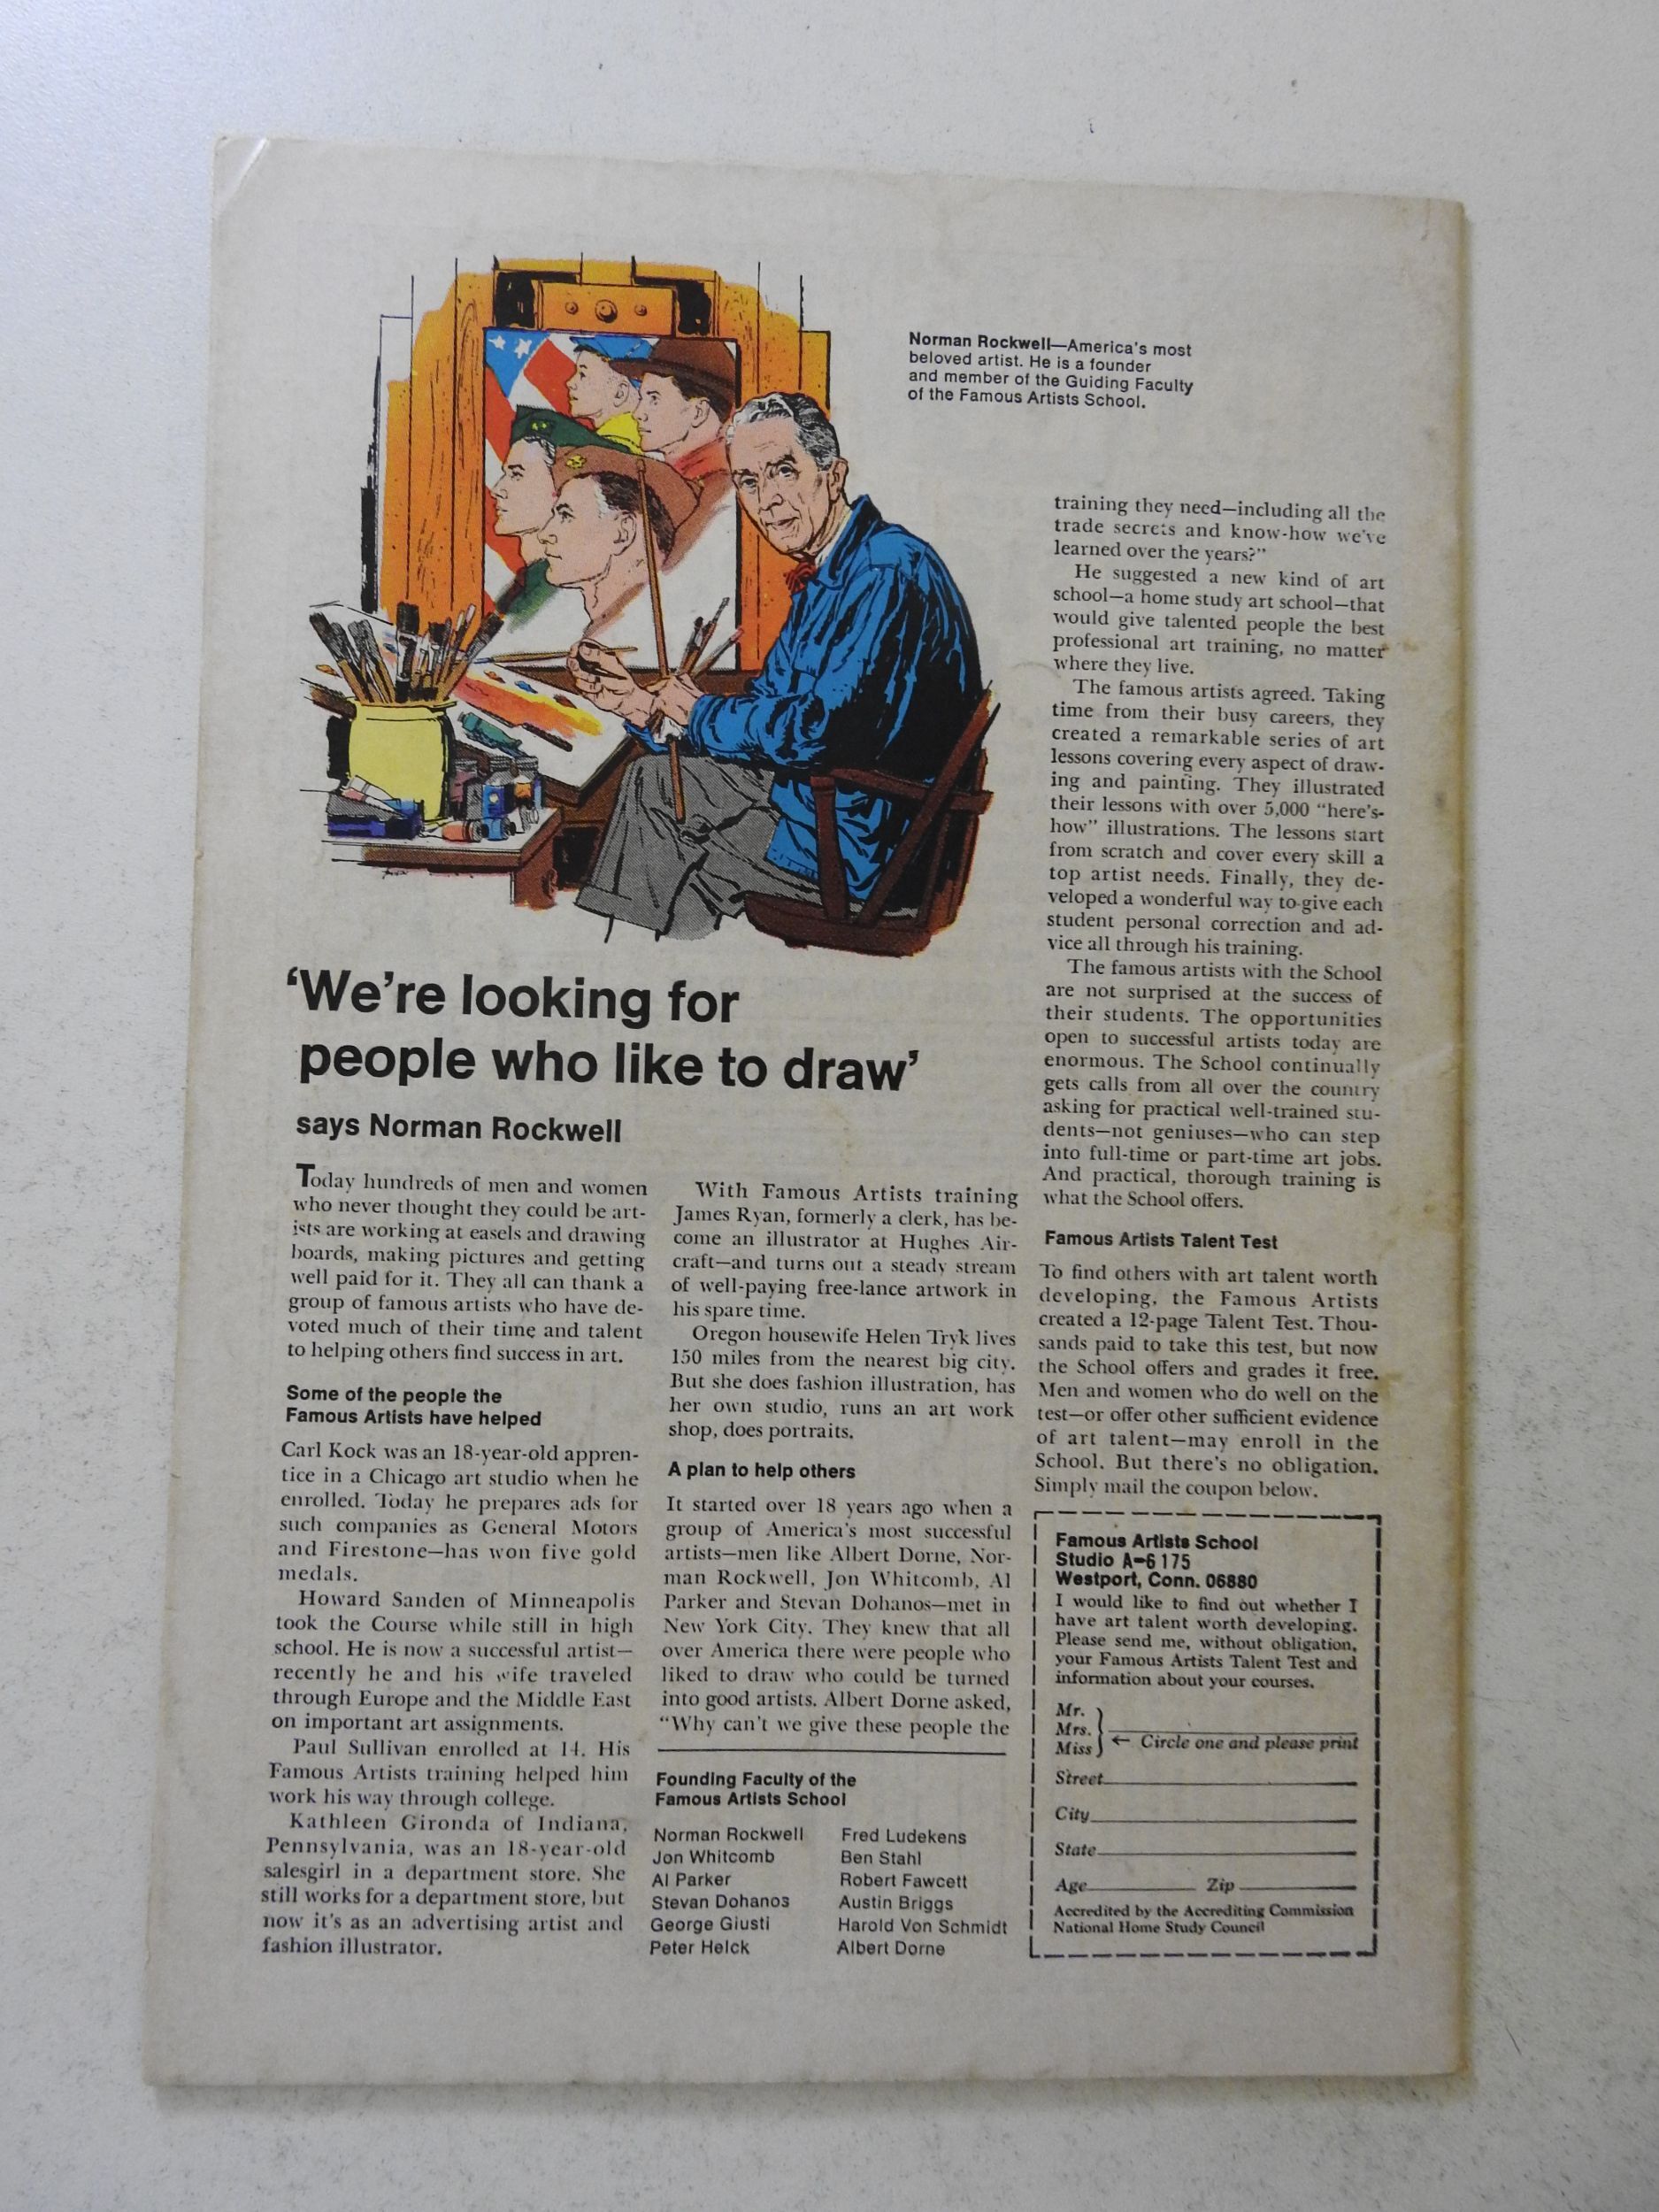 Norman Rockwell—America's most
beloved artist. He is a founder
and member of the Guiding Faculty
of the Famous Artists School.
'We're looking for
people who like to draw'
says Norman Rockwell
Today hundreds of men and women
who never thought they could be art-
ists are working at easels and drawing
boards, making pictures and getting
well paid for it. They all can thank a
group of famous artists who have de-
voted much of their time and talent
to helping others find success in art.
Some of the people the
Famous Artists have helped
Carl Kock was an 18-year-old appren-
tice in a Chicago art studio when he
enrolled. Today he prepares ads for
such companies as General Motors
and Firestone—has won five gold
medals.
Howard Sanden of Minneapolis
took the Course while still in high
school. He is now a successful artist—
recently he and his wife traveled
through Europe and the Middle East
on important art assignments.
Paul Sullivan enrolled at 14. His
Famous Artists training helped him
work his way through college.
Kathleen Gironda of Indiana,
Pennsylvania, was an 18-year-old
salesgirl in a department store. She
still works for a department store, but
now it's as an advertising artist and
fashion illustrator.
With Famous Artists training
James Ryan, formerly a clerk, has be-
come an illustrator at Hughes Air-
craft—and turns out a steady stream
of well-paying free-lance artwork in
his spare time.
Oregon housewife Helen Tryk lives
150 miles from the nearest big city.
But she does fashion illustration, has
her own studio, runs an art work
shop, does portraits.
A plan to help others
It started over 18 years ago when a
group of America's most successful
artists—men like Albert Dorne, Nor-
man Rockwell, Jon Whitcomb, Al
Parker and Stevan Dohanos—met in
New York City. They knew that all
over America there were people who
liked to draw who could be turned
into good artists. Albert Dorne asked,
"Why can't we give these people the
Founding Faculty of the
Famous Artists School
Norman Rockwell
Jon Whitcomb
Al Parker
Stevan Dohanos
George Giusti
Peter Helck
Fred Ludekens
Ben Stahl
Robert Fawcett
Austin Briggs
Harold Von Schmidt
Albert Dorne
training they need—including all the
trade secrets and know-how we've
learned over the years?"
He suggested a new kind of art
school—a home study art school—that
would give talented people the best
professional art training, no matter
where they live.
The famous artists agreed. Taking
time from their busy careers, they
created a remarkable series of art
lessons covering every aspect of draw-
ing and painting. They illustrated
their lessons with over 5,000 "here's-
how" illustrations. The lessons start
from scratch and cover every skill a
top artist needs. Finally, they de-
veloped a wonderful way to give each
student personal correction and ad-
vice all through his training.
The famous artists with the School
are not surprised at the success of
their students. The opportunities
open to successful artists today are
enormous. The School continually
gets calls from all over the country
asking for practical well-trained stu-
dents—not geniuses—who can step
into full-time or part-time art jobs.
And practical, thorough training is
what the School offers.
Famous Artists Talent Test
To find others with art talent worth
developing, the Famous Artists
created a 12-page Talent Test. Thou-
sands paid to take this test, but now
the School offers and grades it free.
Men and women who do well on the
test—or offer other sufficient evidence
of art talent—may enroll in the
School. But there's no obligation.
Simply mail the coupon below.
Famous Artists School
Studio A-6175
Westport, Conn. 06880
I would like to find out whether I
have art talent worth developing.
Please send me, without obligation,
your Famous Artists Talent Test and
information about your courses.
Mr.
Mrs.
Miss
← Circle one and please print
Street
City
State
Age Zip
Accredited by the Accrediting Commission
National Home Study Council